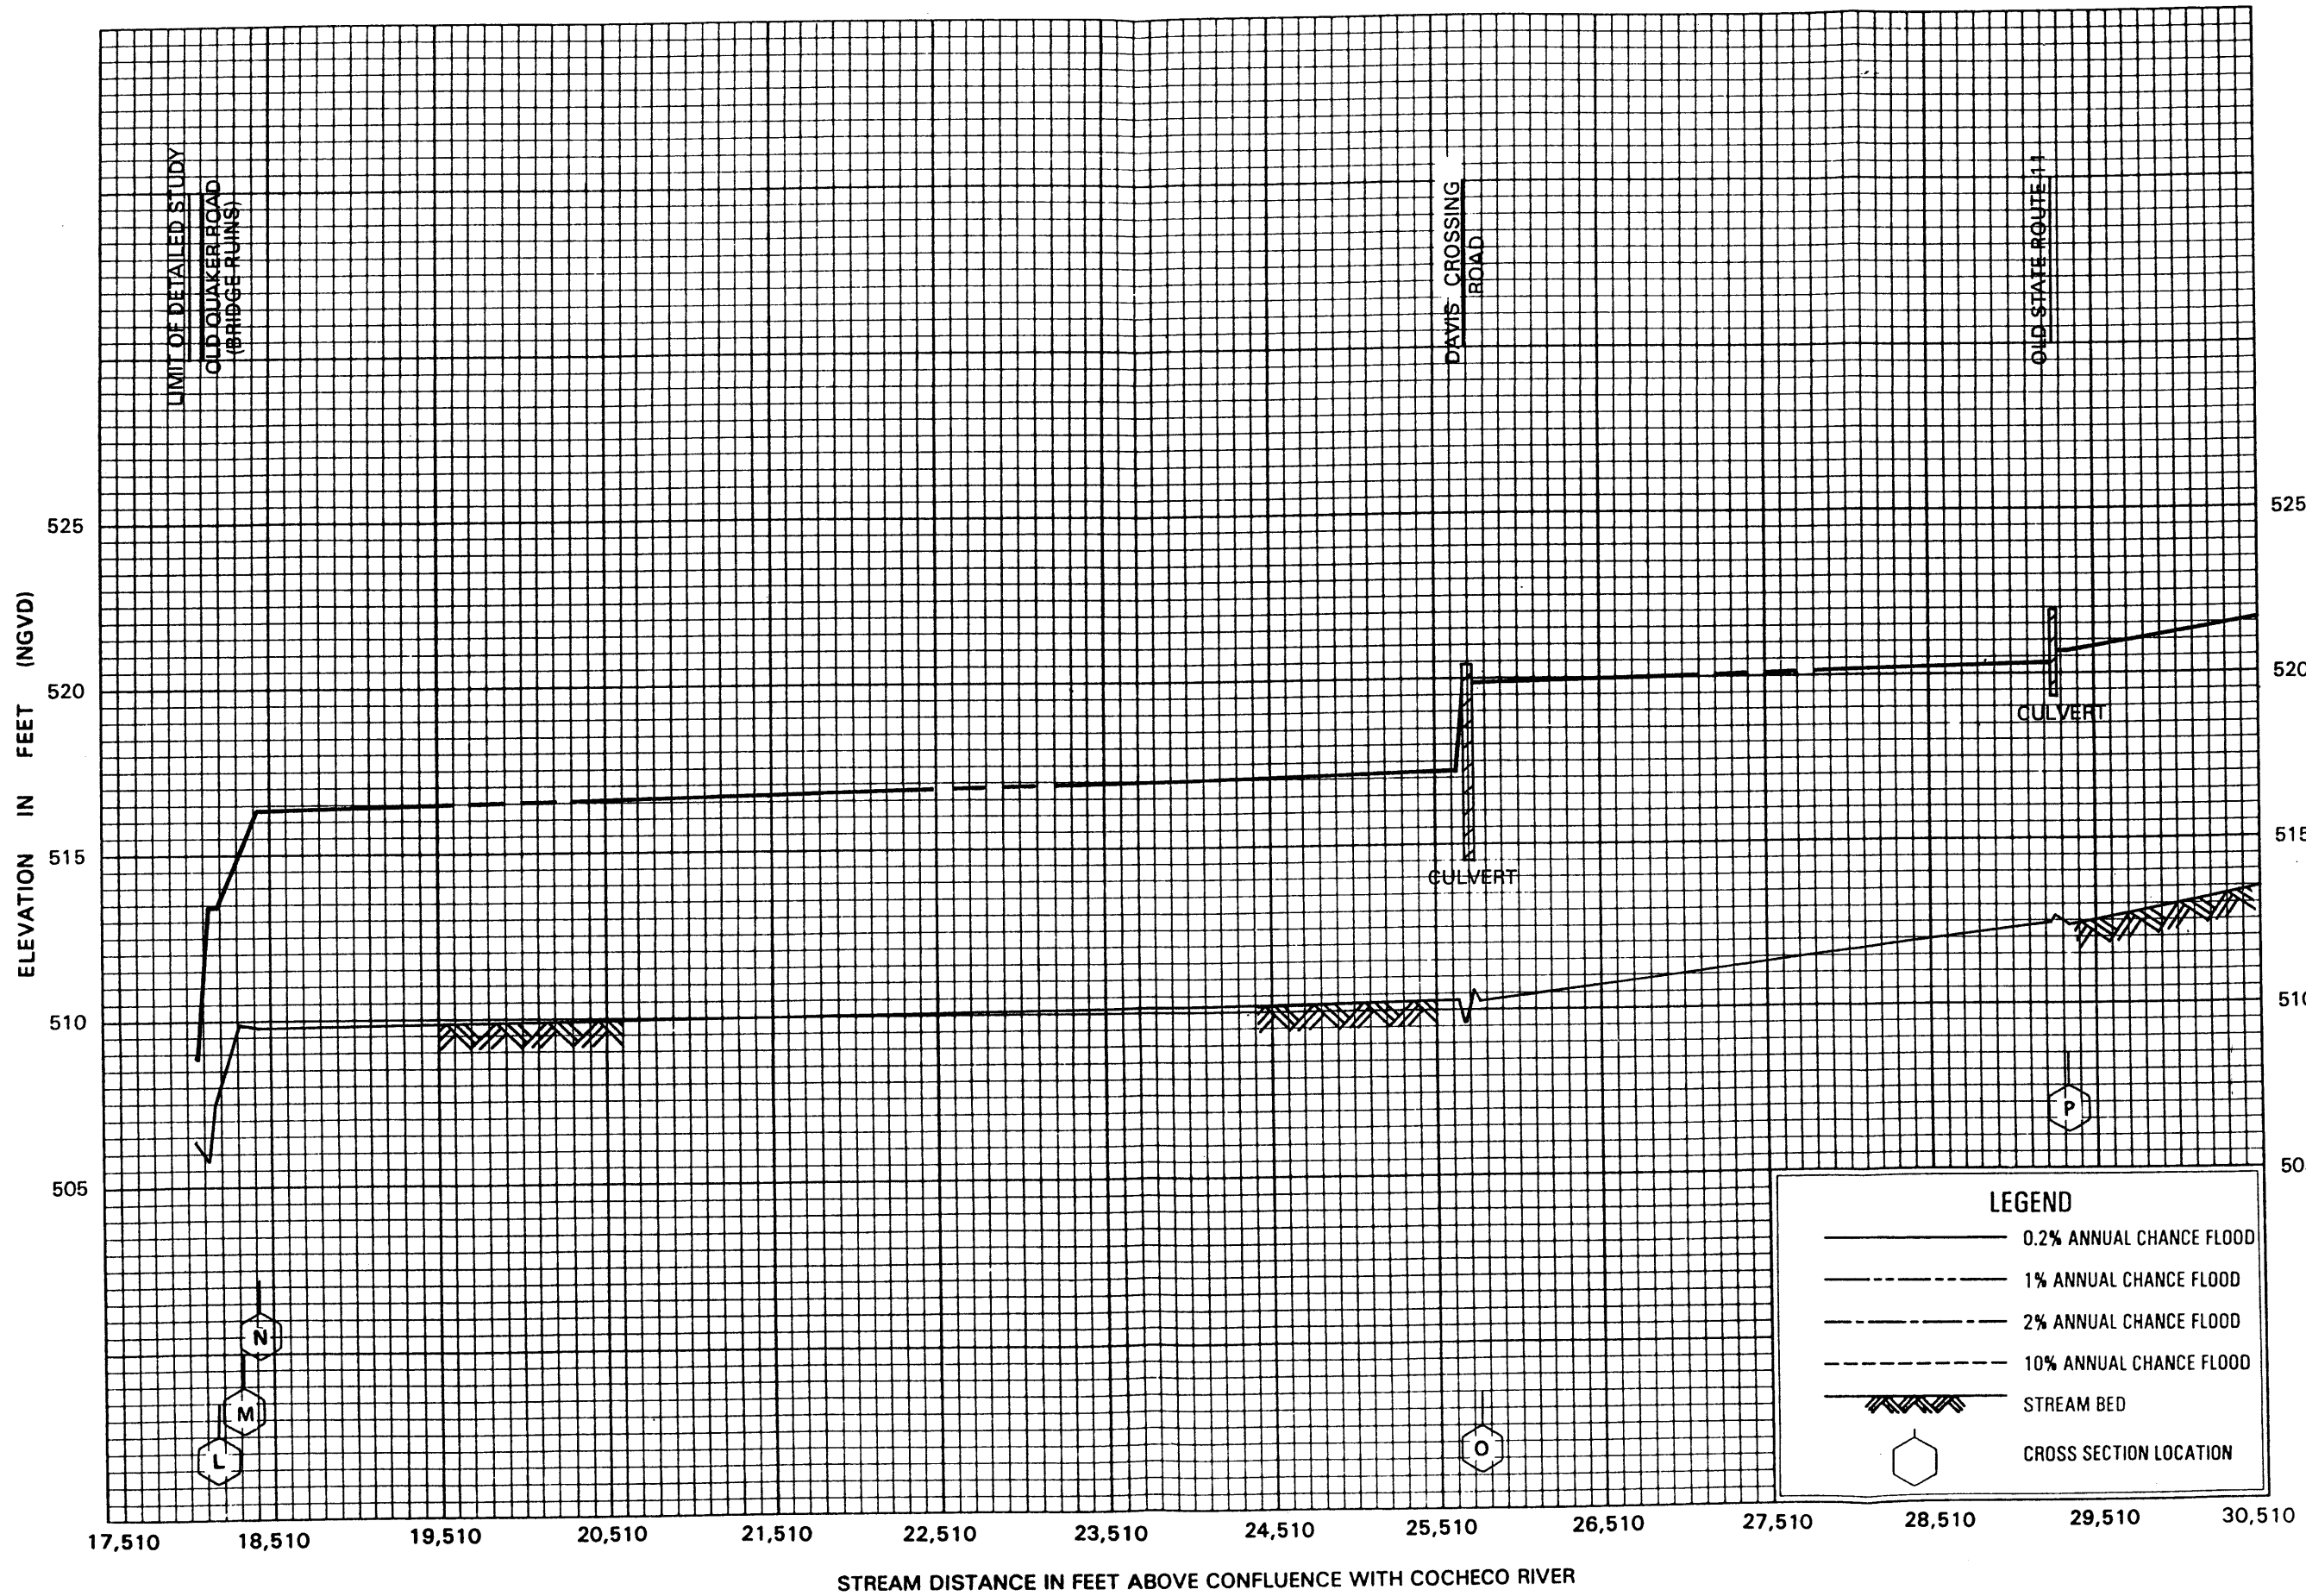 LIMIT OF DETAILED STUDY
OLD QUAKER ROAD
(BRIDGE RUINS)
DAVIS CROSSING
ROAD
OLD STATE ROUTE 11
ELEVATION IN FEET (NGVD)
525
520
515
510
505
525
520
515
510
50
CULVERT
CULVERT
N
M
L
O
P
LEGEND
0.2% ANNUAL CHANCE FLOOD
1% ANNUAL CHANCE FLOOD
2% ANNUAL CHANCE FLOOD
10% ANNUAL CHANCE FLOOD
STREAM BED
CROSS SECTION LOCATION
17,510 18,510 19,510 20,510 21,510 22,510 23,510 24,510 25,510 26,510 27,510 28,510 29,510 30,510
STREAM DISTANCE IN FEET ABOVE CONFLUENCE WITH COCHECO RIVER